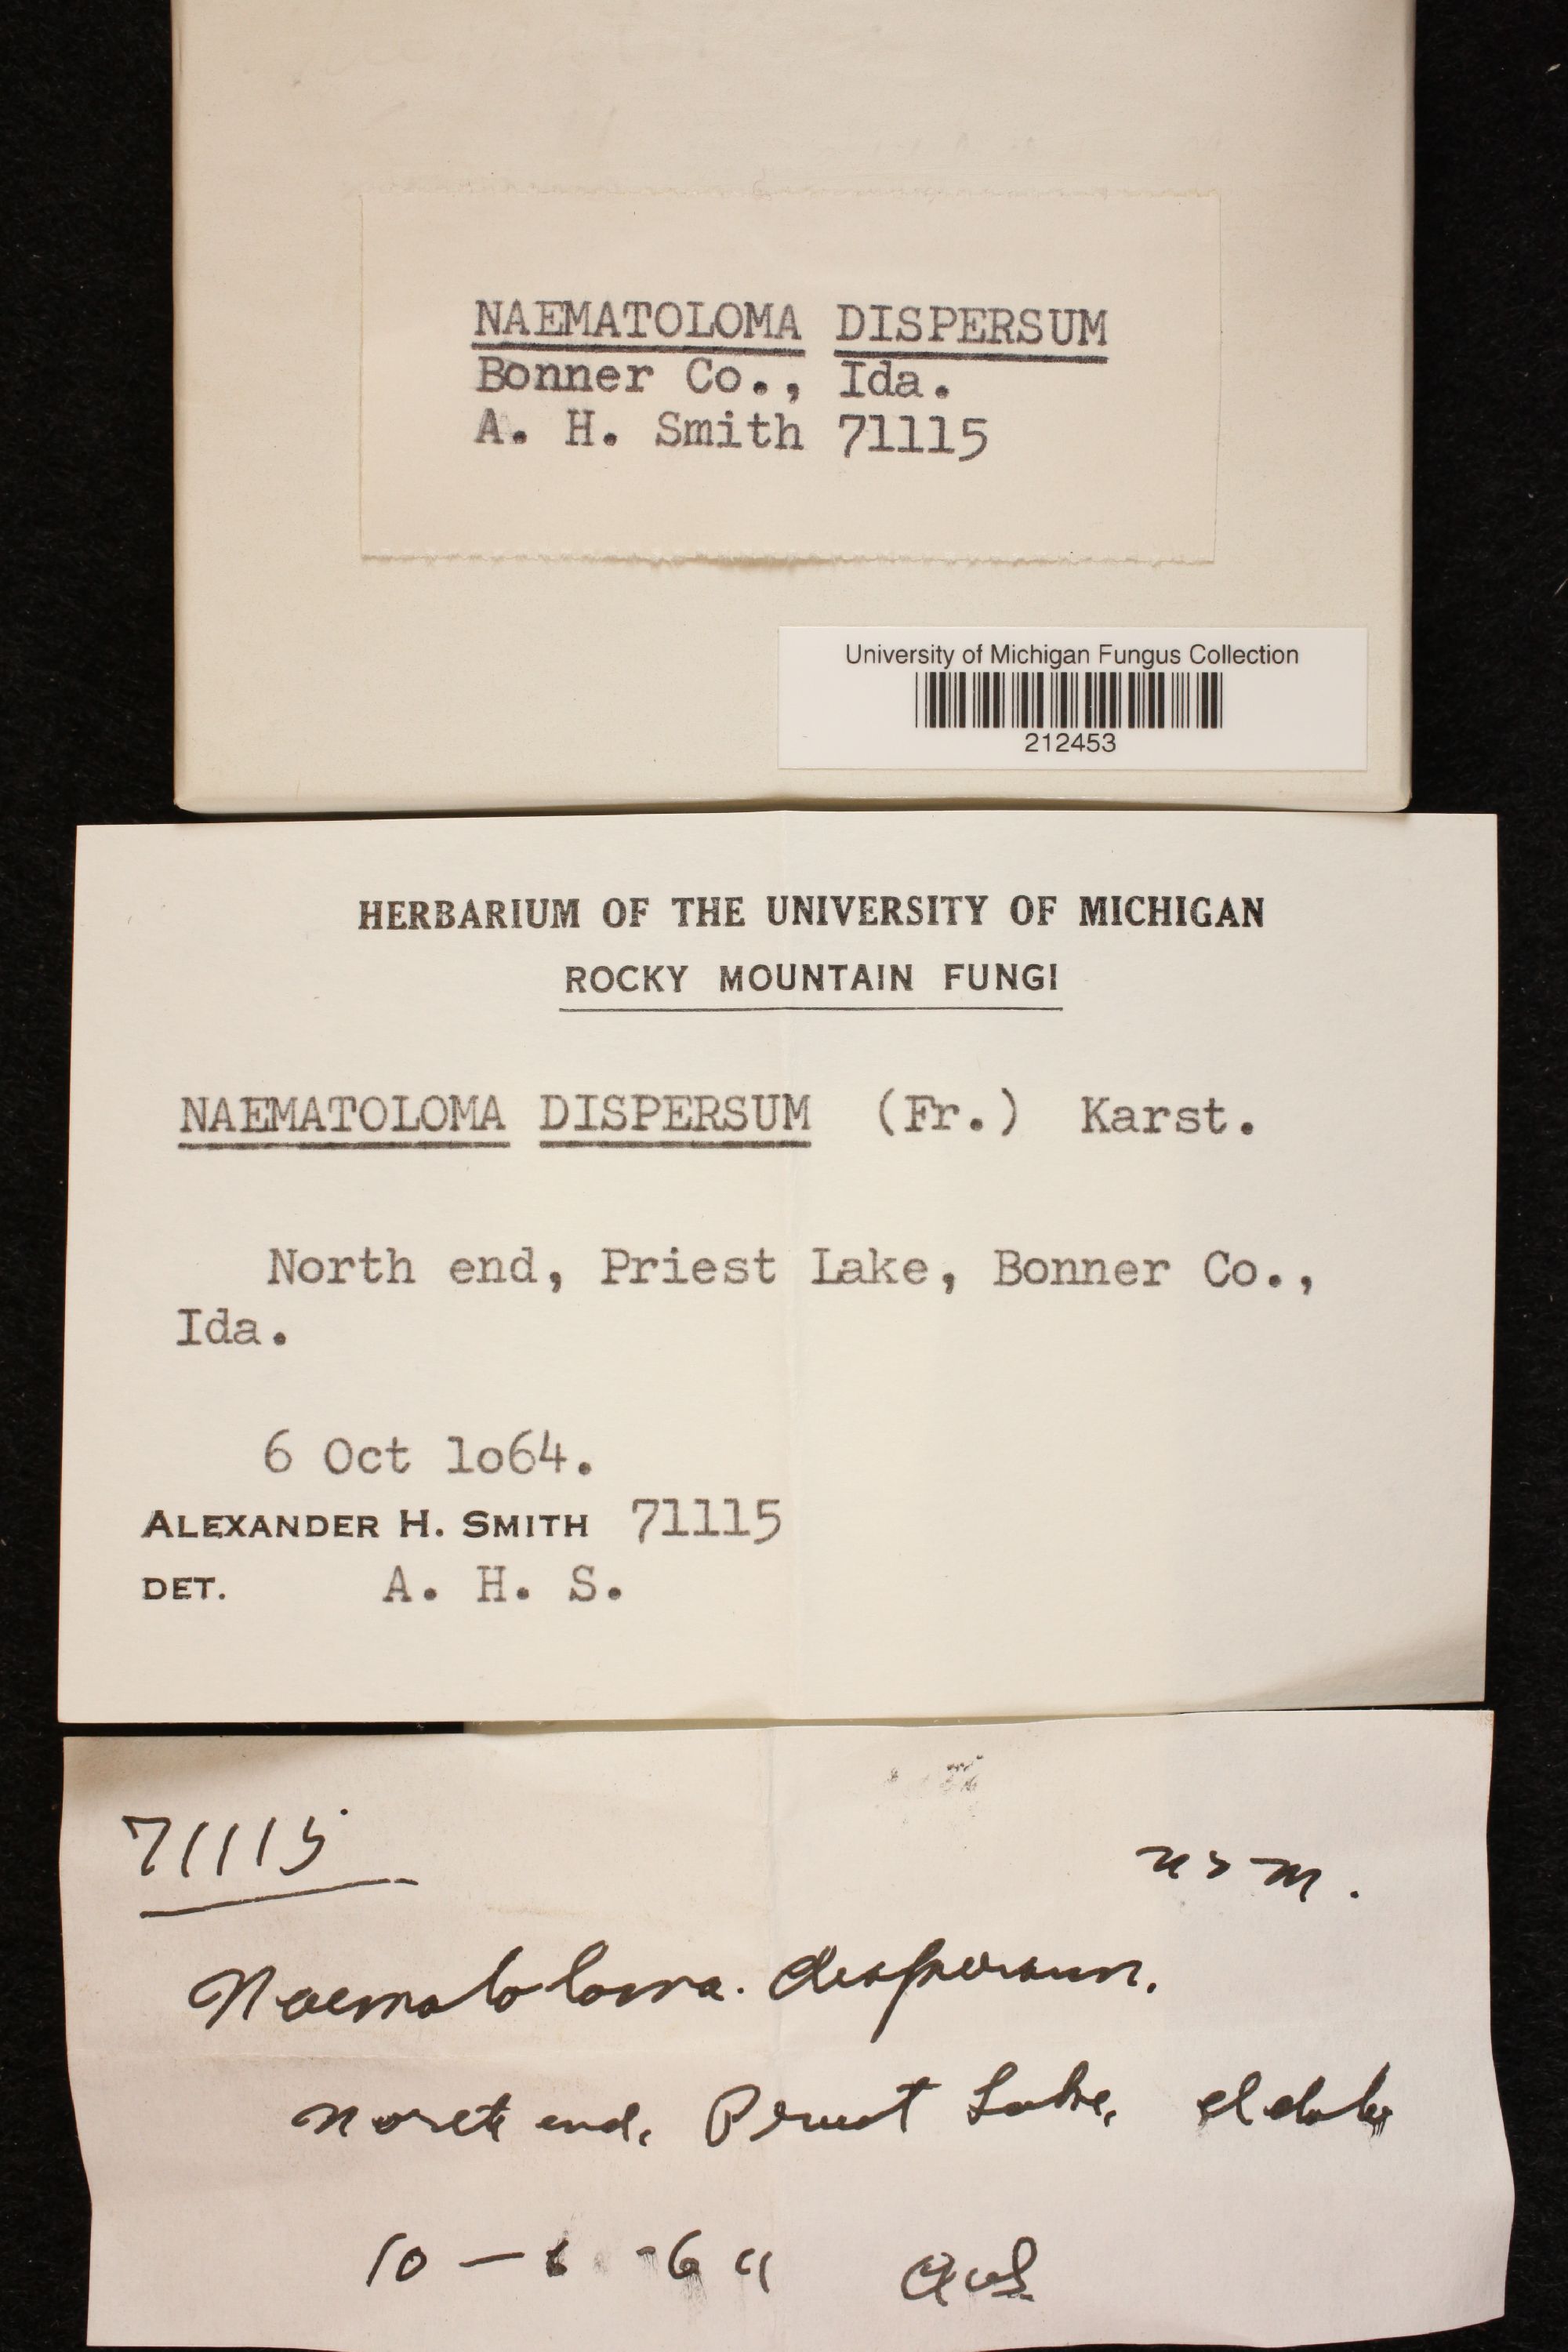 NAEMATOLOMA DISPERSUM
Bonner Co., Ida.
A. H. Smith 71115
University of Michigan Fungus Collection
212453
HERBARIUM OF THE UNIVERSITY OF MICHIGAN
ROCKY MOUNTAIN FUNGI
NAEMATOLOMA DISPERSUM (Fr.) Karst.
North end, Priest Lake, Bonner Co.,
Ida.
6 Oct 1o64.
ALEXANDER H. SMITH 71115
DET. A. H. S.
71115
Naematoloma. dispersum.
North end, Priest Lake, Idaho
10-6-64 AHS